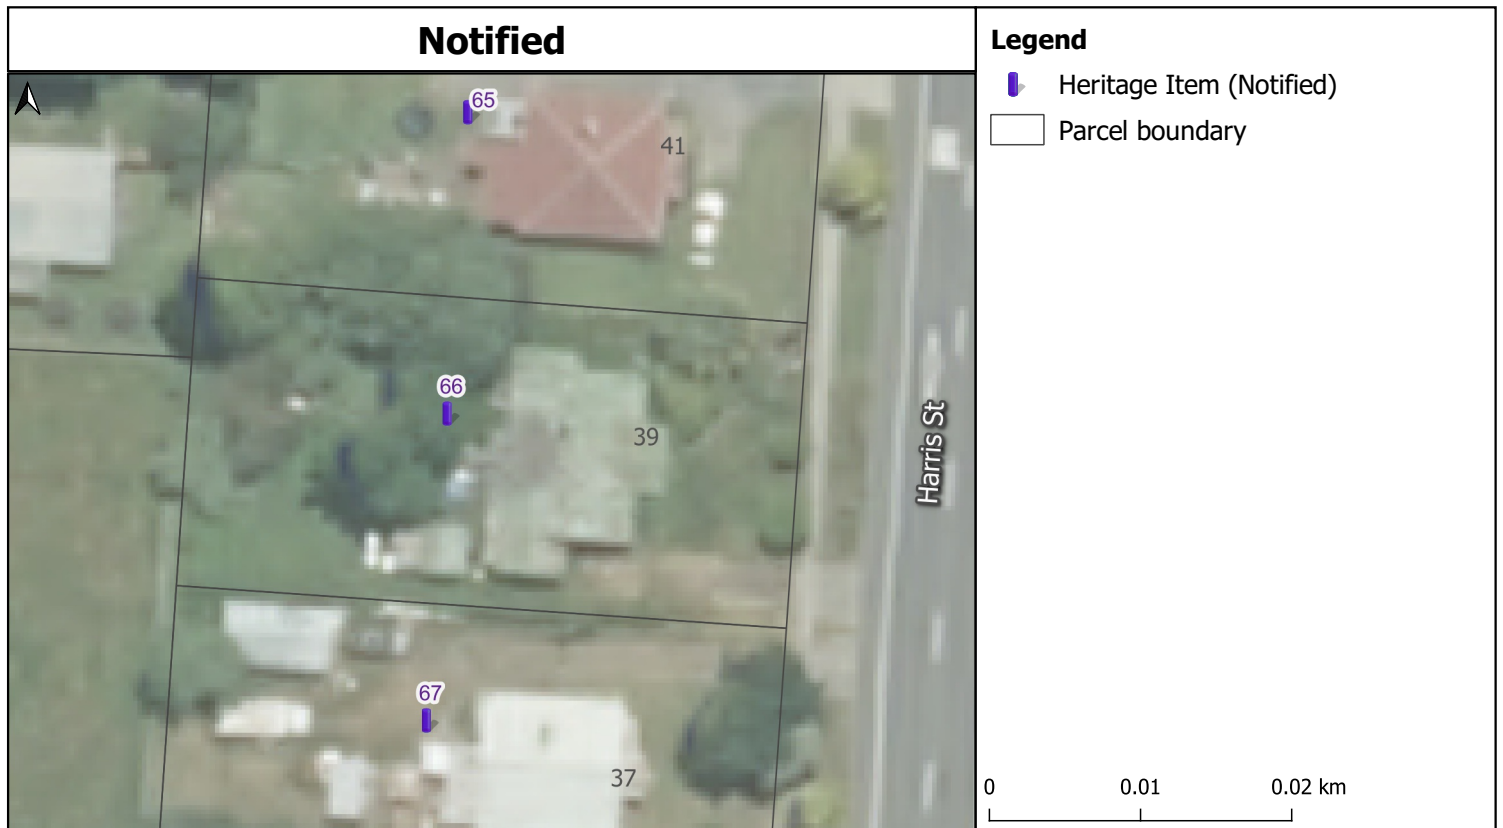 Notified
65
41
66
39
Harris St
67
37
Legend
Heritage Item (Notified)
Parcel boundary
0 0.01 0.02 km